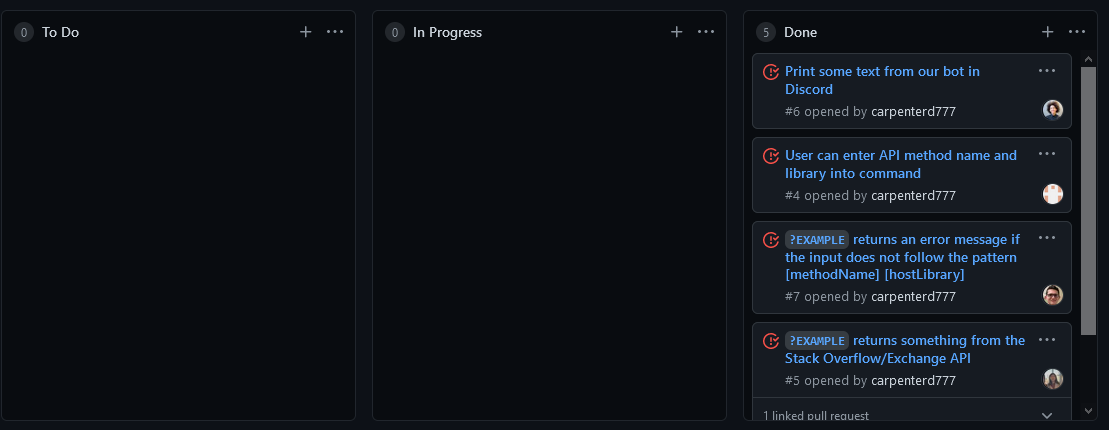 0 To Do
0 In Progress
5 Done
Print some text from our bot in
Discord
#6 opened by carpenterd777
User can enter API method name and
library into command
#4 opened by carpenterd777
?EXAMPLE returns an error message if
the input does not follow the pattern
[methodName] [hostLibrary]
#7 opened by carpenterd777
?EXAMPLE returns something from the
Stack Overflow/Exchange API
#5 opened by carpenterd777
1 linked pull request